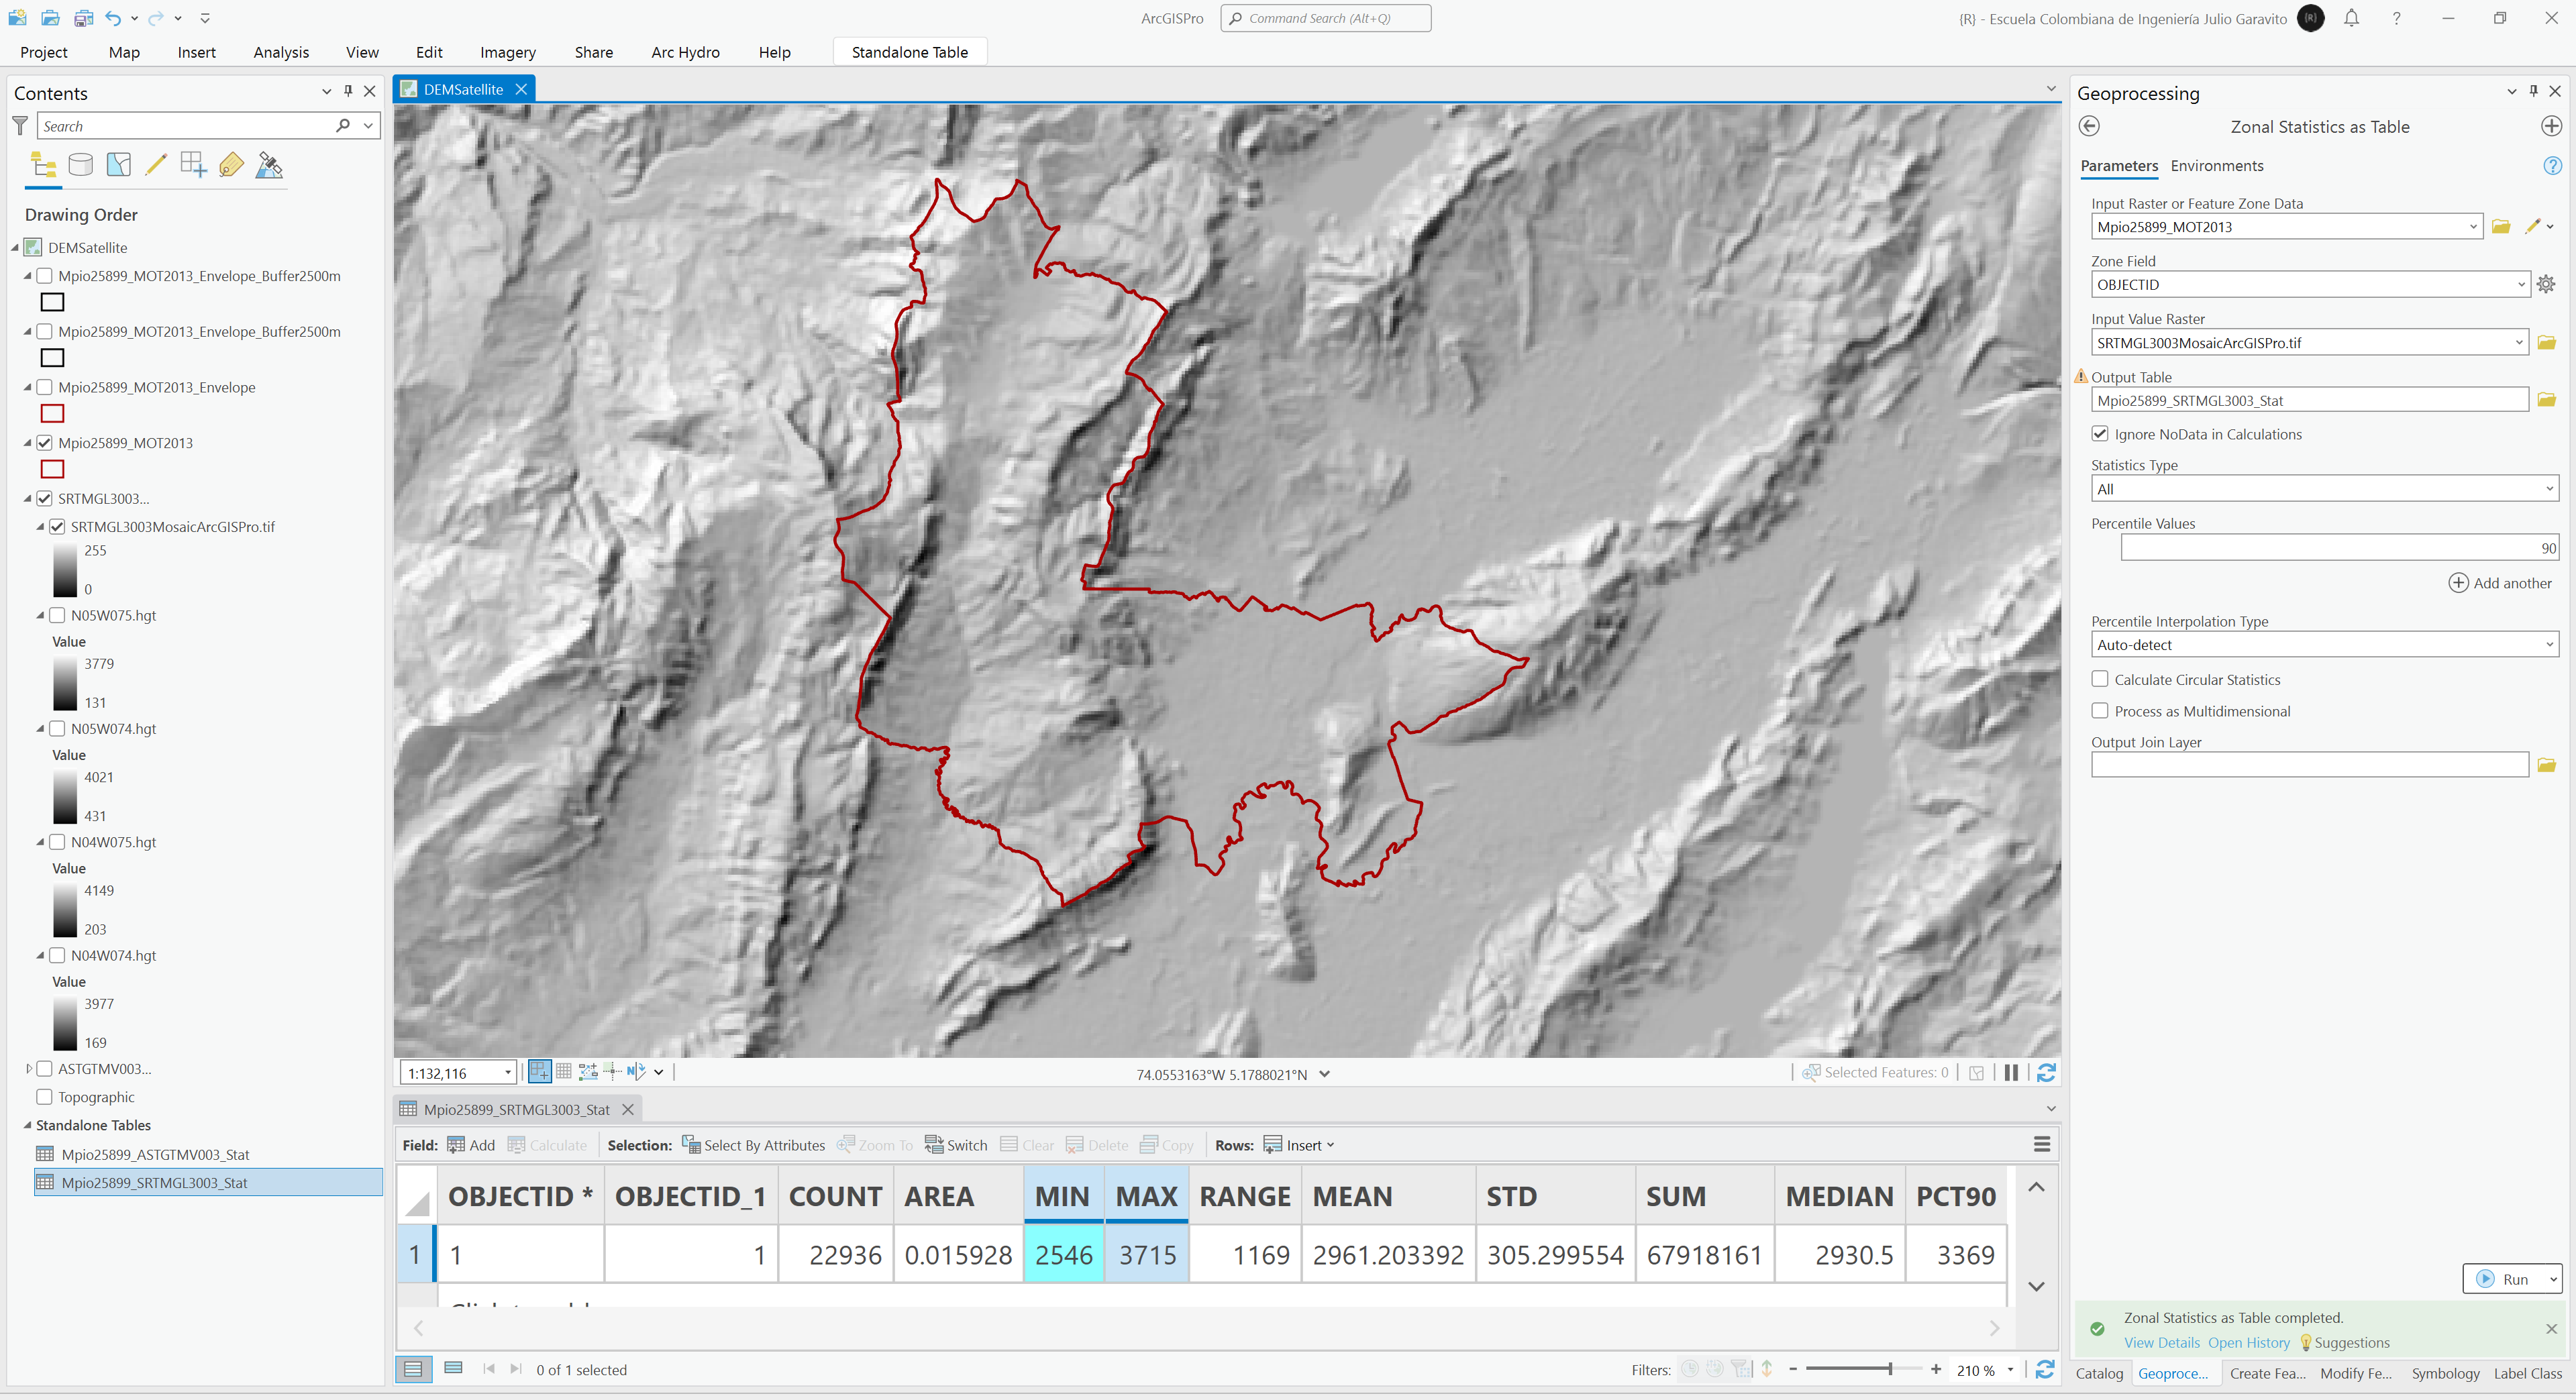 ArcGISPro
Command Search (Alt+Q)
(R) - Escuela Colombiana de Ingeniería Julio Garavito
{R}
?
Project Map Insert Analysis View Edit Imagery Share Arc Hydro Help Standalone Table
Contents
Search
Drawing Order
DEMSatellite
Mpio25899_MOT2013_Envelope_Buffer2500m
Mpio25899_MOT2013_Envelope_Buffer2500m
Mpio25899_MOT2013_Envelope
Mpio25899_MOT2013
SRTMGL3003...
SRTMGL3003MosaicArcGISPro.tif
255
0
N05W075.hgt
Value
3779
131
N05W074.hgt
Value
4021
431
N04W075.hgt
Value
4149
203
N04W074.hgt
Value
3977
169
ASTGTMV003...
Topographic
Standalone Tables
Mpio25899_ASTGTMV003_Stat
Mpio25899_SRTMGL3003_Stat
DEMSatellite
1:132,116
74.0553163°W 5.1788021°N
Selected Features: 0
Mpio25899_SRTMGL3003_Stat
Field: Add Calculate Selection: Select By Attributes Zoom To Switch Clear Delete Copy Rows: Insert
OBJECTID * OBJECTID_1 COUNT AREA MIN MAX RANGE MEAN STD SUM MEDIAN PCT90
1 1 1 22936 0.015928 2546 3715 1169 2961.203392 305.299554 67918161 2930.5 3369
0 of 1 selected
Filters: 210 %
Geoprocessing
Zonal Statistics as Table
Parameters Environments
Input Raster or Feature Zone Data
Mpio25899_MOT2013
Zone Field
OBJECTID
Input Value Raster
SRTMGL3003MosaicArcGISPro.tif
Output Table
Mpio25899_SRTMGL3003_Stat
Ignore NoData in Calculations
Statistics Type
All
Percentile Values
90
Add another
Percentile Interpolation Type
Auto-detect
Calculate Circular Statistics
Process as Multidimensional
Output Join Layer
Run
Zonal Statistics as Table completed.
View Details Open History Suggestions
Catalog Geoproce... Create Fea... Modify Fe... Symbology Label Class